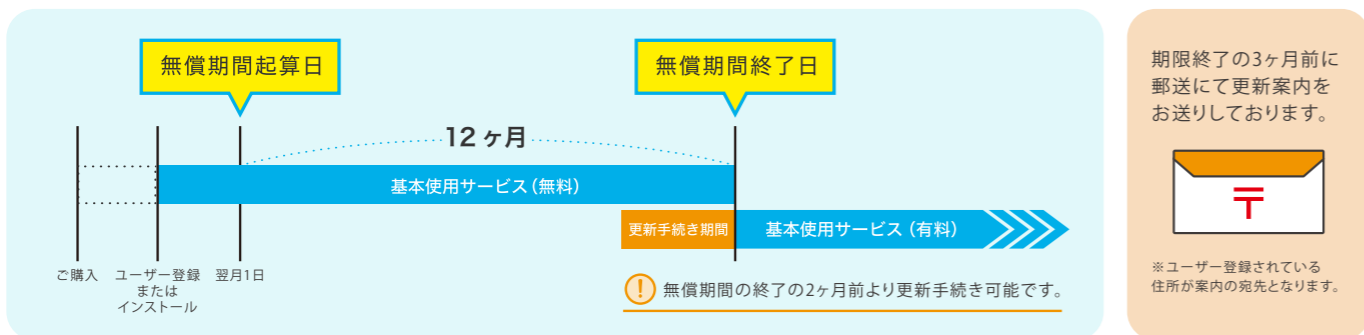 無償期間起算日
無償期間終了日
12ヶ月
基本使用サービス（無料）
更新手続き期間
基本使用サービス（有料）
ご購入
ユーザー登録
または
インストール
翌月1日
! 無償期間の終了の2ヶ月前より更新手続き可能です。
期限終了の3ヶ月前に
郵送にて更新案内を
お送りしております。
〒
※ユーザー登録されている
住所が案内の宛先となります。